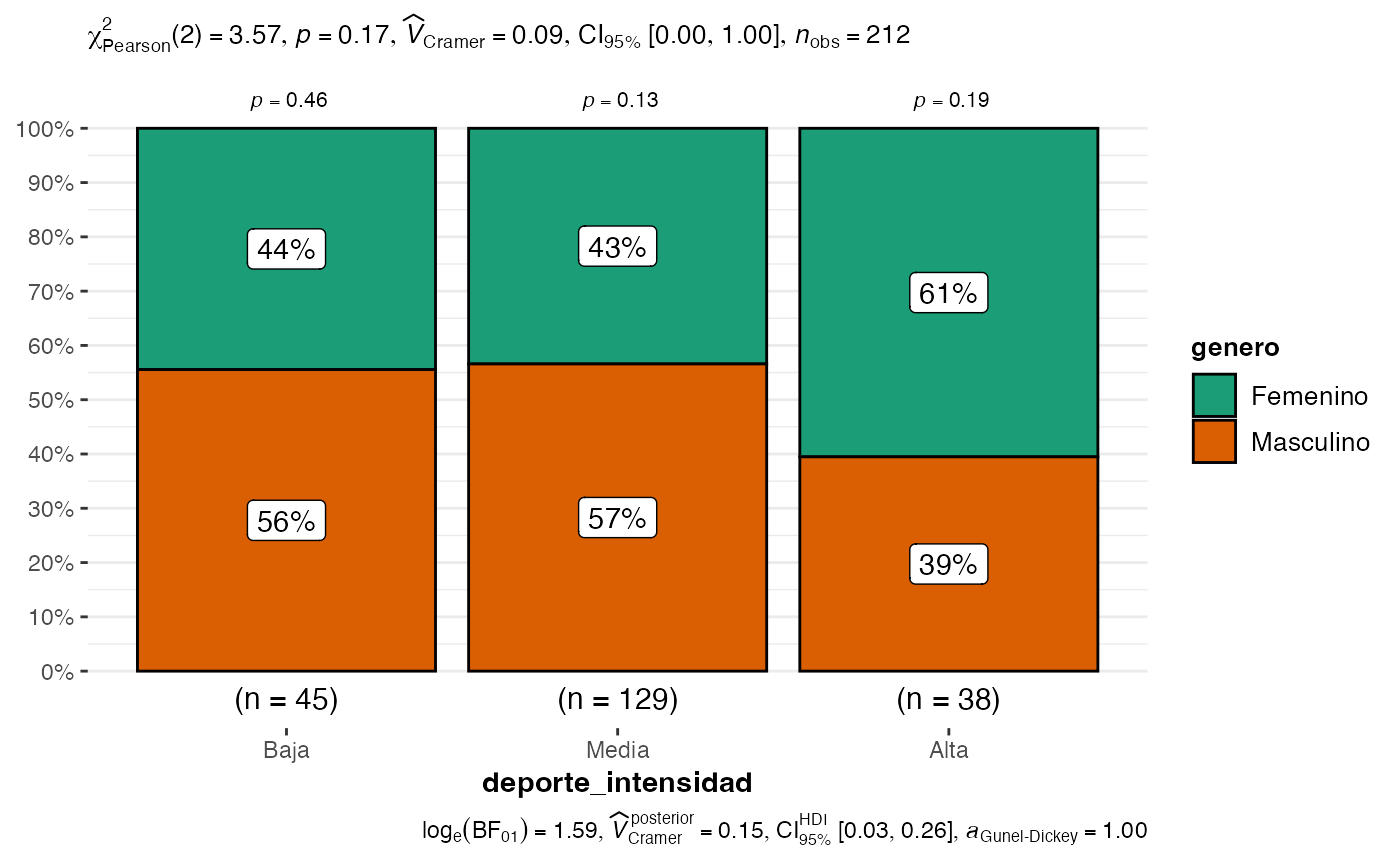 χ²Pearson(2) = 3.57, p = 0.17, V̂Cramer = 0.09, CI95% [0.00, 1.00], nobs = 212
p = 0.46 p = 0.13 p = 0.19
100%
90%
80%
70%
60%
50%
40%
30%
20%
10%
0%
44% 43% 61%
56% 57% 39%
genero
Femenino
Masculino
(n = 45) (n = 129) (n = 38)
Baja Media Alta
deporte_intensidad
loge(BF01) = 1.59, V̂posteriorCramer = 0.15, CIHDI95% [0.03, 0.26], aGunel-Dickey = 1.00